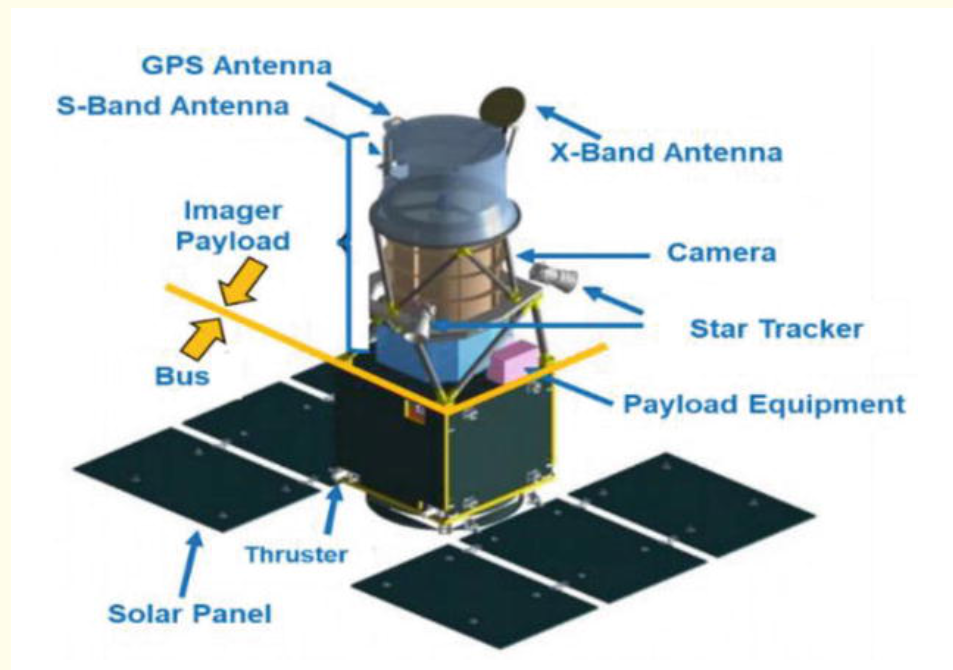 GPS Antenna
S-Band Antenna
X-Band Antenna
Imager
Payload
Camera
Star Tracker
Bus
Payload Equipment
Thruster
Solar Panel